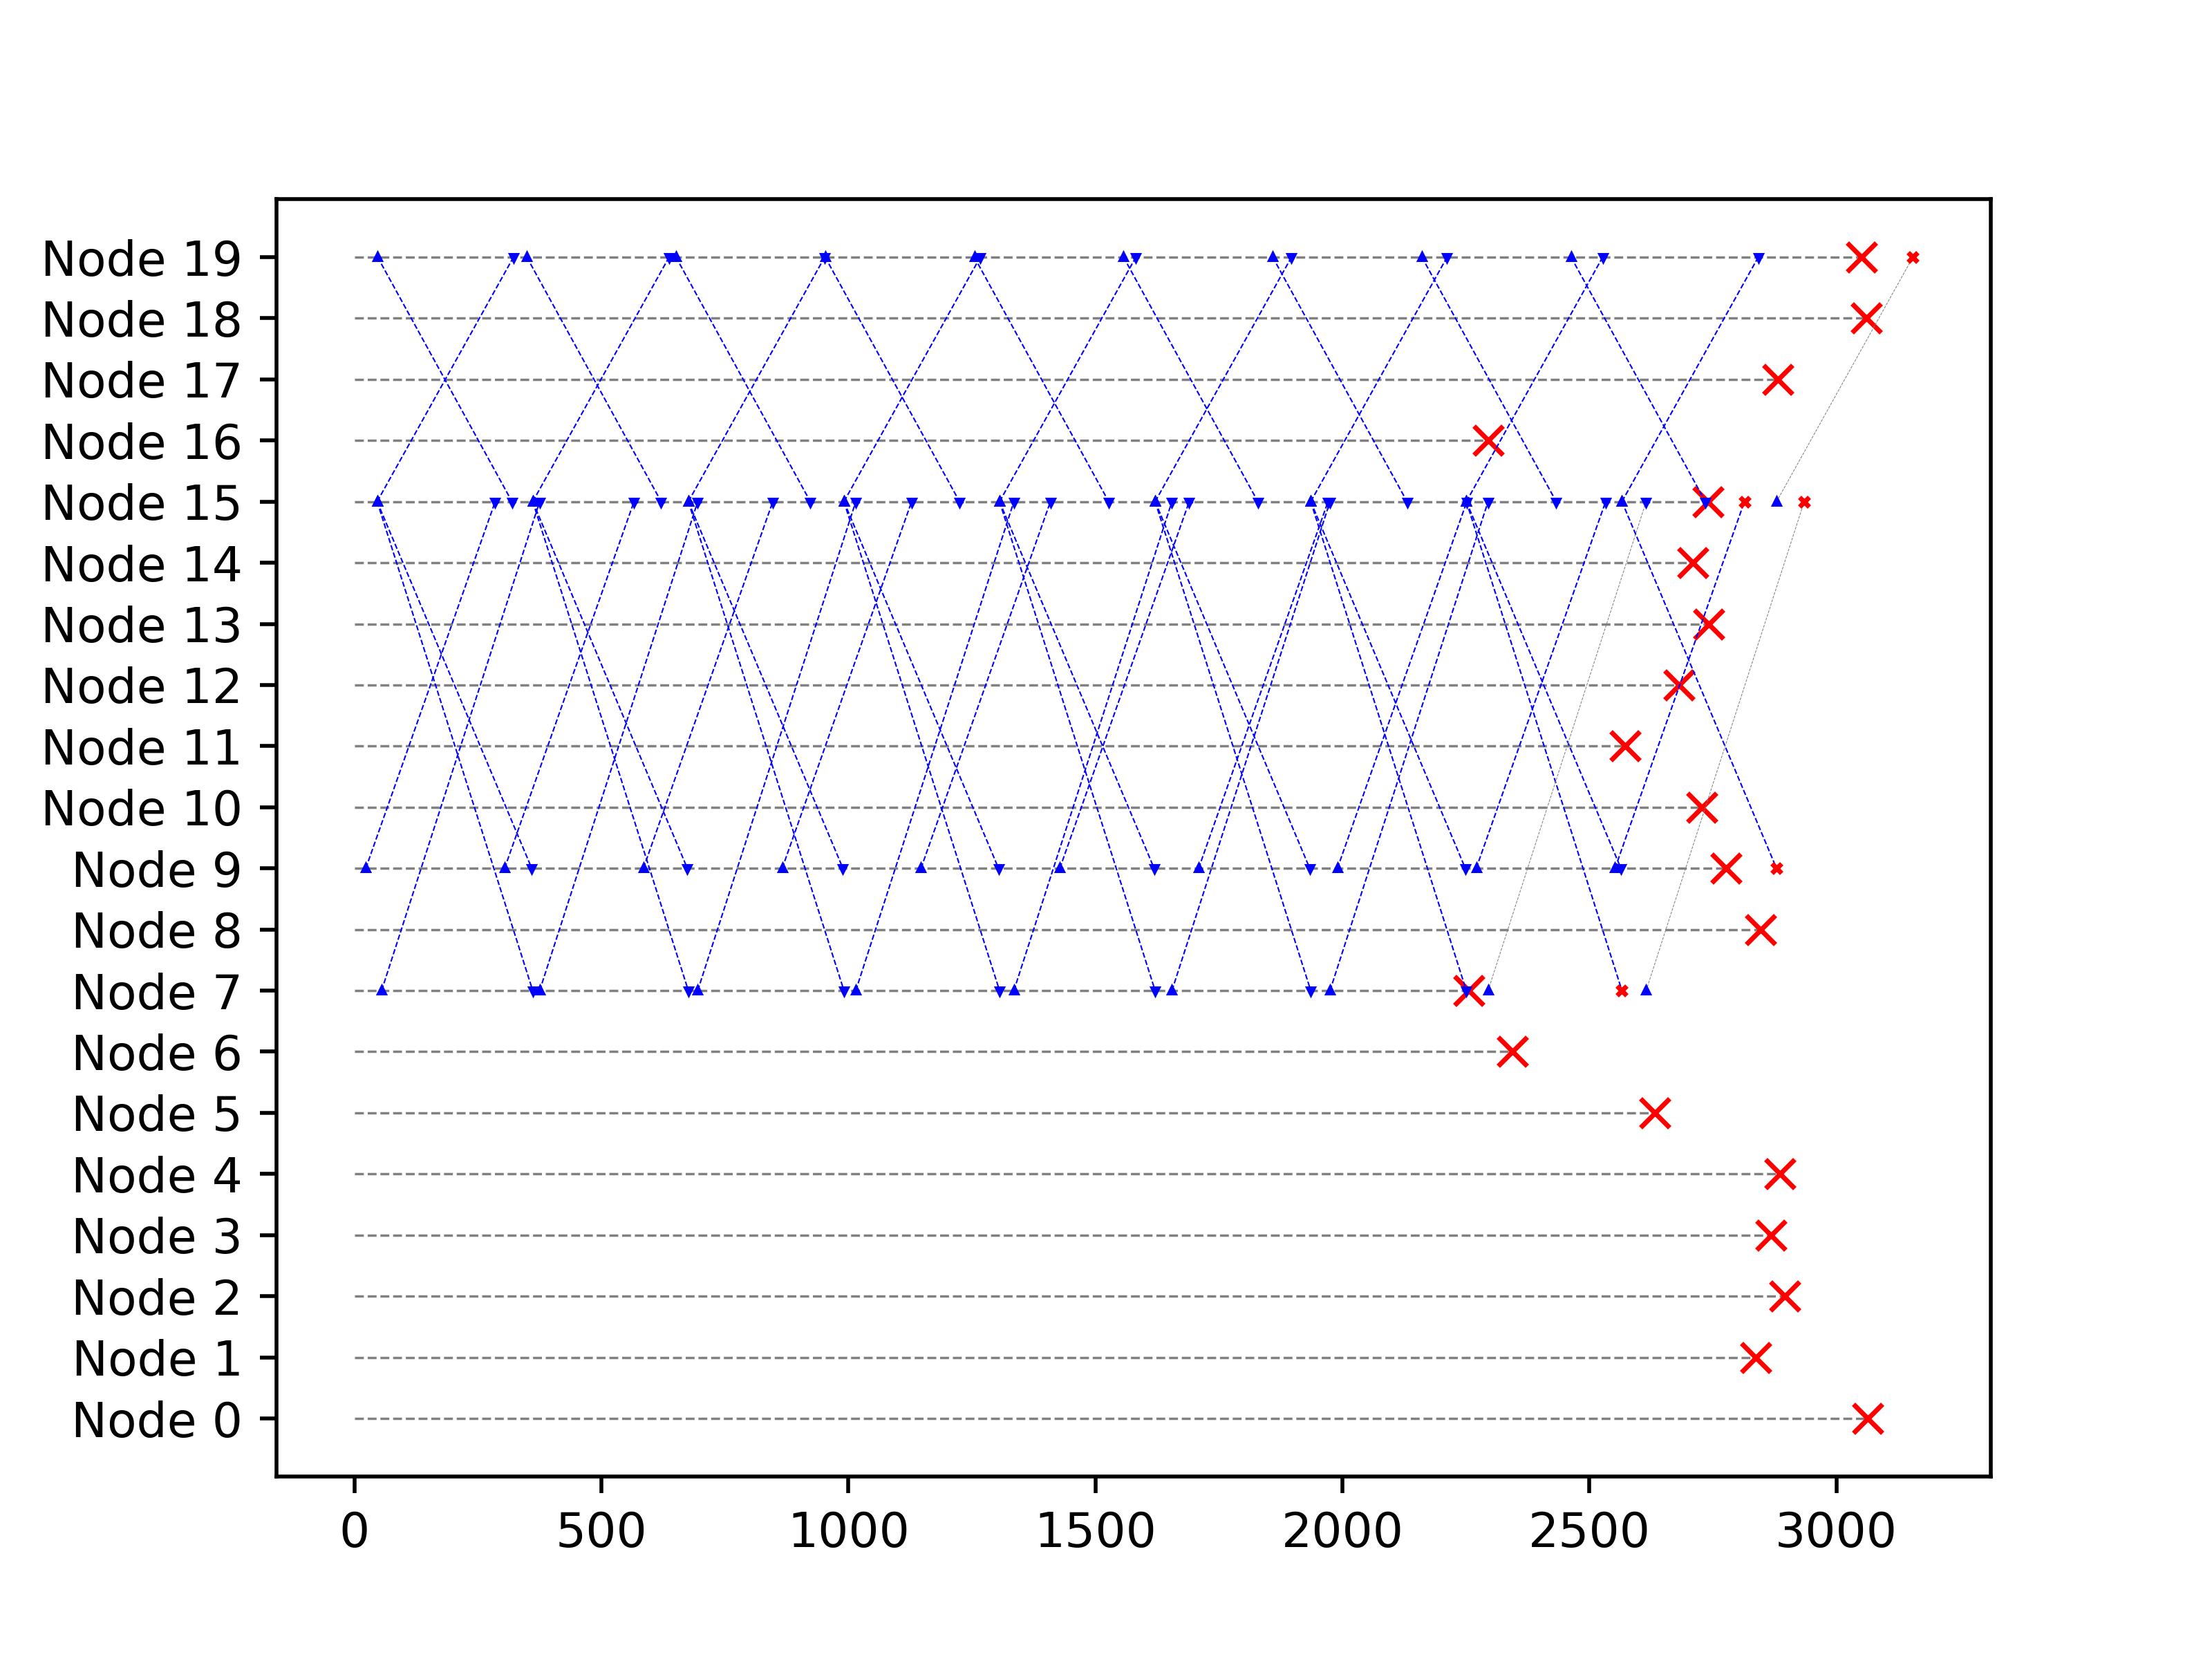 Node 19
Node 18
Node 17
Node 16
Node 15
Node 14
Node 13
Node 12
Node 11
Node 10
Node 9
Node 8
Node 7
Node 6
Node 5
Node 4
Node 3
Node 2
Node 1
Node 0
0 500 1000 1500 2000 2500 3000